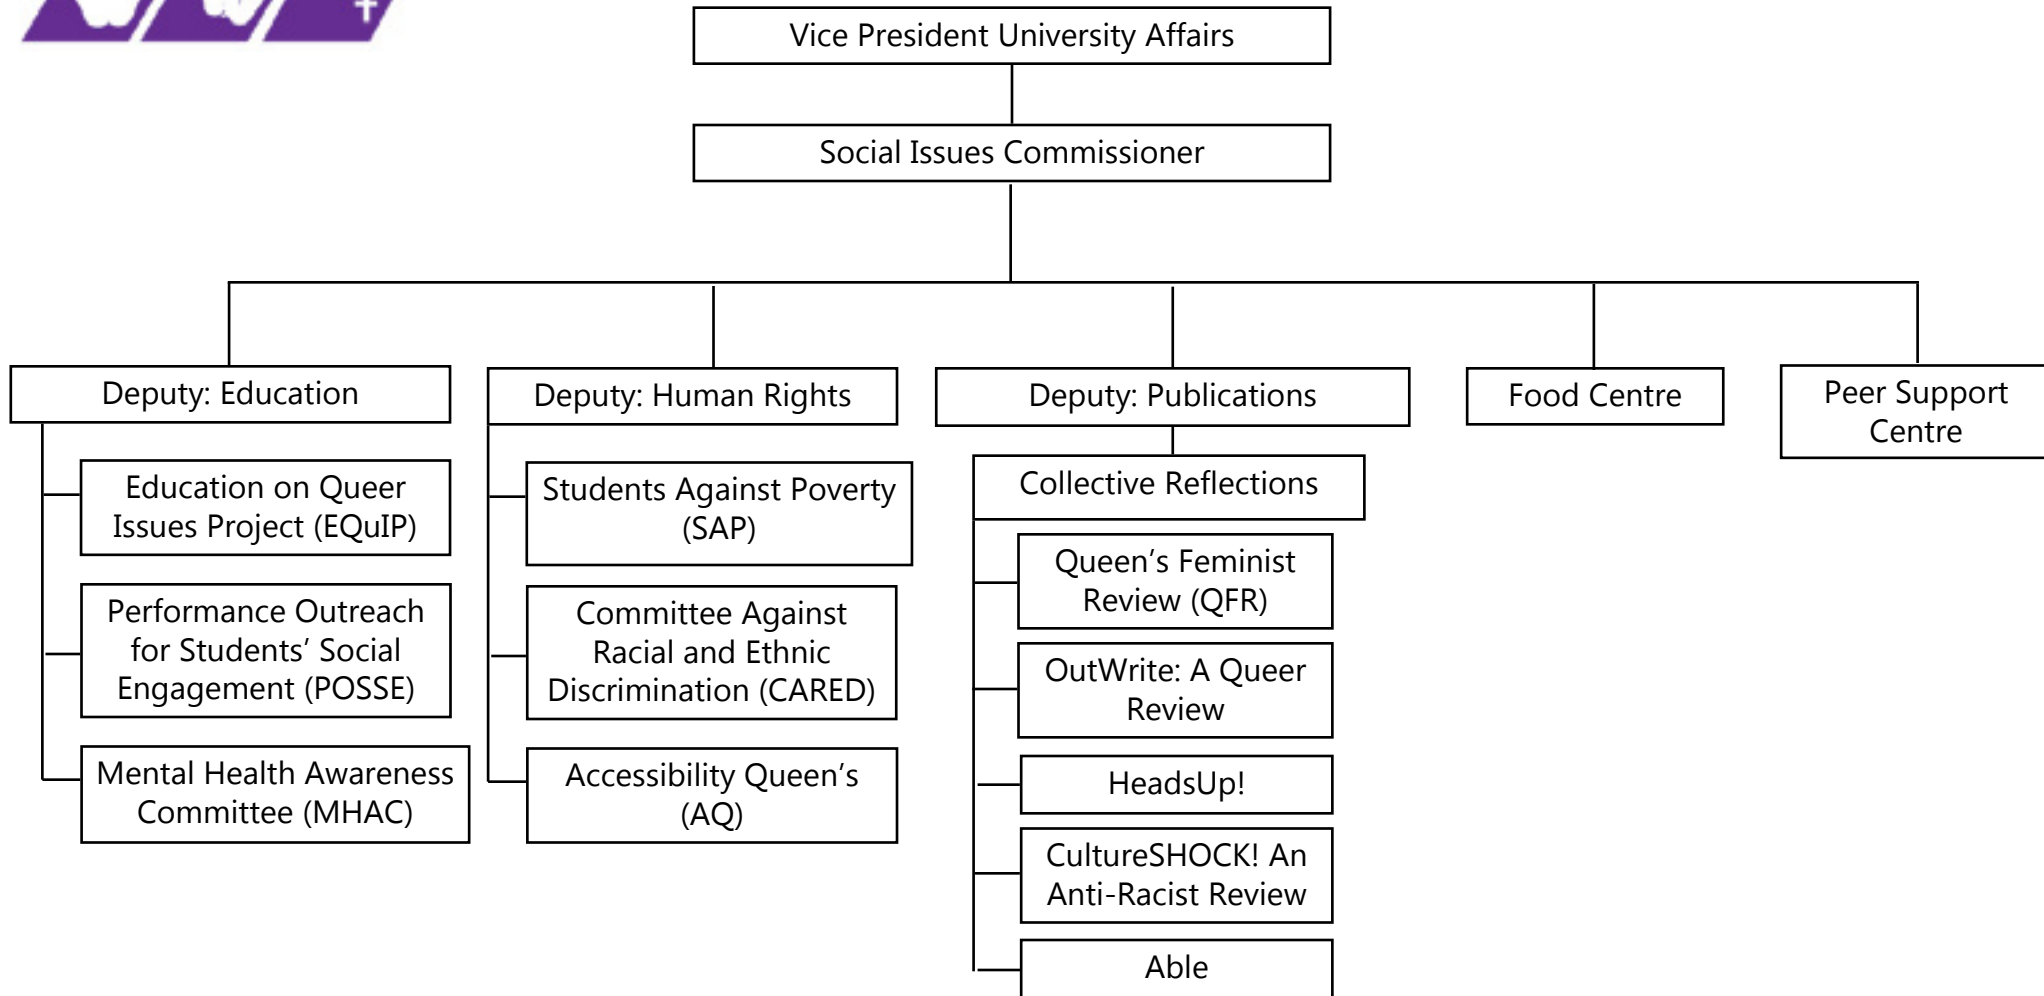 Vice President University Affairs
Social Issues Commissioner
Deputy: Education
Education on Queer
Issues Project (EQuIP)
Performance Outreach
for Students’ Social
Engagement (POSSE)
Mental Health Awareness
Committee (MHAC)
Deputy: Human Rights
Students Against Poverty
(SAP)
Committee Against
Racial and Ethnic
Discrimination (CARED)
Accessibility Queen’s
(AQ)
Deputy: Publications
Collective Reflections
Queen’s Feminist
Review (QFR)
OutWrite: A Queer
Review
HeadsUp!
CultureSHOCK! An
Anti-Racist Review
Able
Food Centre
Peer Support
Centre